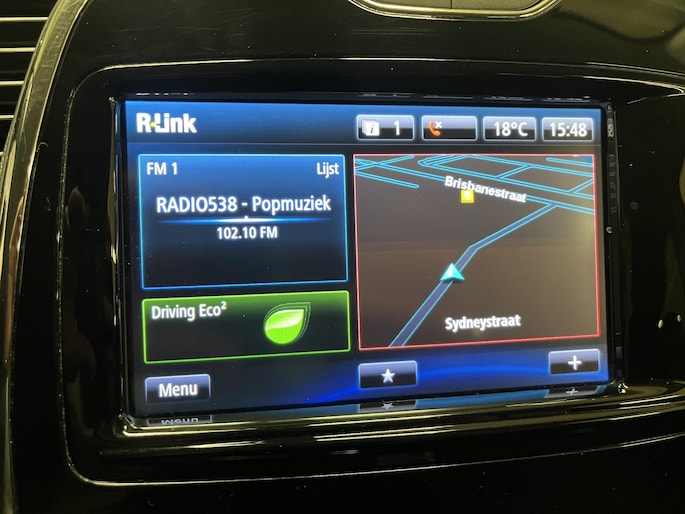 R-Link
1
18°C
15:48
FM 1
Lijst
RADIO538 - Popmuziek
102.10 FM
Brisbanestraat
Driving Eco²
Sydneystraat
Menu